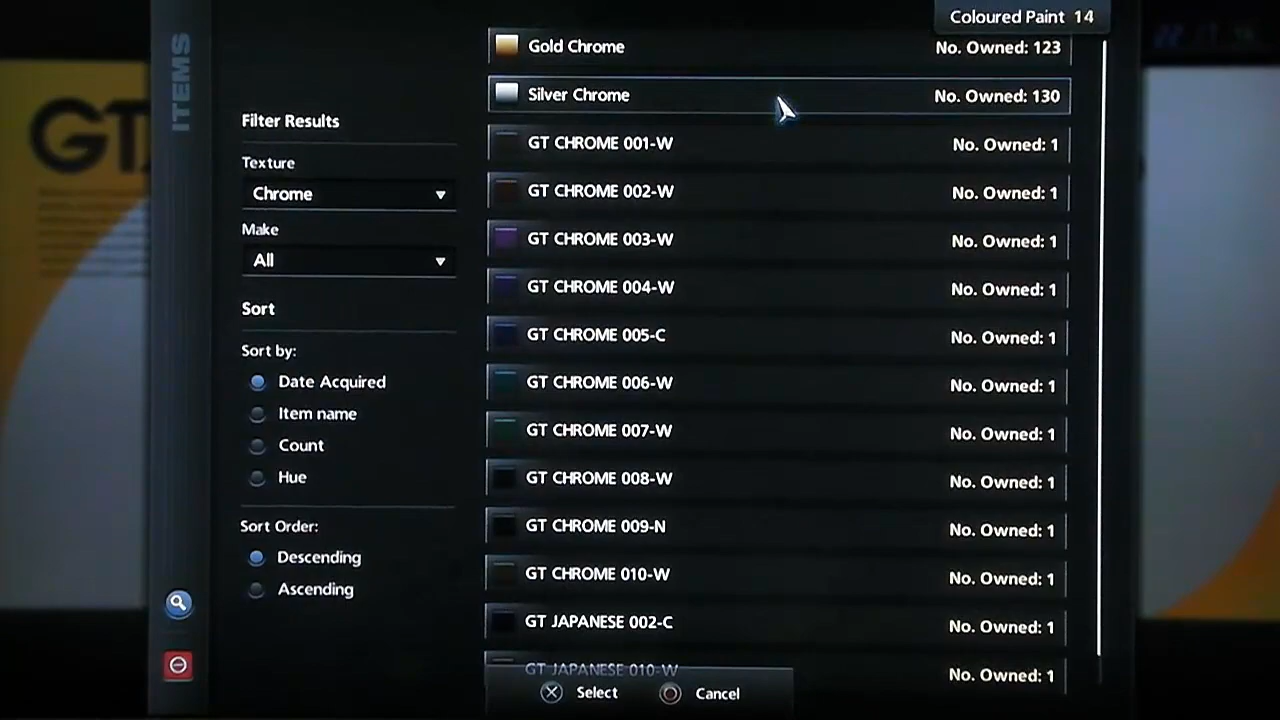 Coloured Paint 14
ITEMS
GT
Filter Results
Texture
Chrome
Make
All
Sort
Sort by:
Date Acquired
Item name
Count
Hue
Sort Order:
Descending
Ascending
Gold Chrome No. Owned: 123
Silver Chrome No. Owned: 130
GT CHROME 001-W No. Owned: 1
GT CHROME 002-W No. Owned: 1
GT CHROME 003-W No. Owned: 1
GT CHROME 004-W No. Owned: 1
GT CHROME 005-C No. Owned: 1
GT CHROME 006-W No. Owned: 1
GT CHROME 007-W No. Owned: 1
GT CHROME 008-W No. Owned: 1
GT CHROME 009-N No. Owned: 1
GT CHROME 010-W No. Owned: 1
GT JAPANESE 002-C No. Owned: 1
GT JAPANESE 010-W No. Owned: 1
Select Cancel